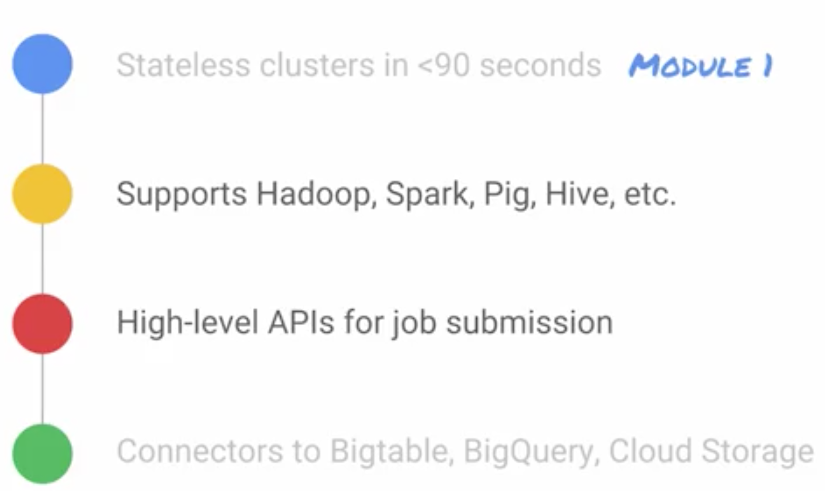 Stateless clusters in <90 seconds MODULE 1
Supports Hadoop, Spark, Pig, Hive, etc.
High-level APIs for job submission
Connectors to Bigtable, BigQuery, Cloud Storage